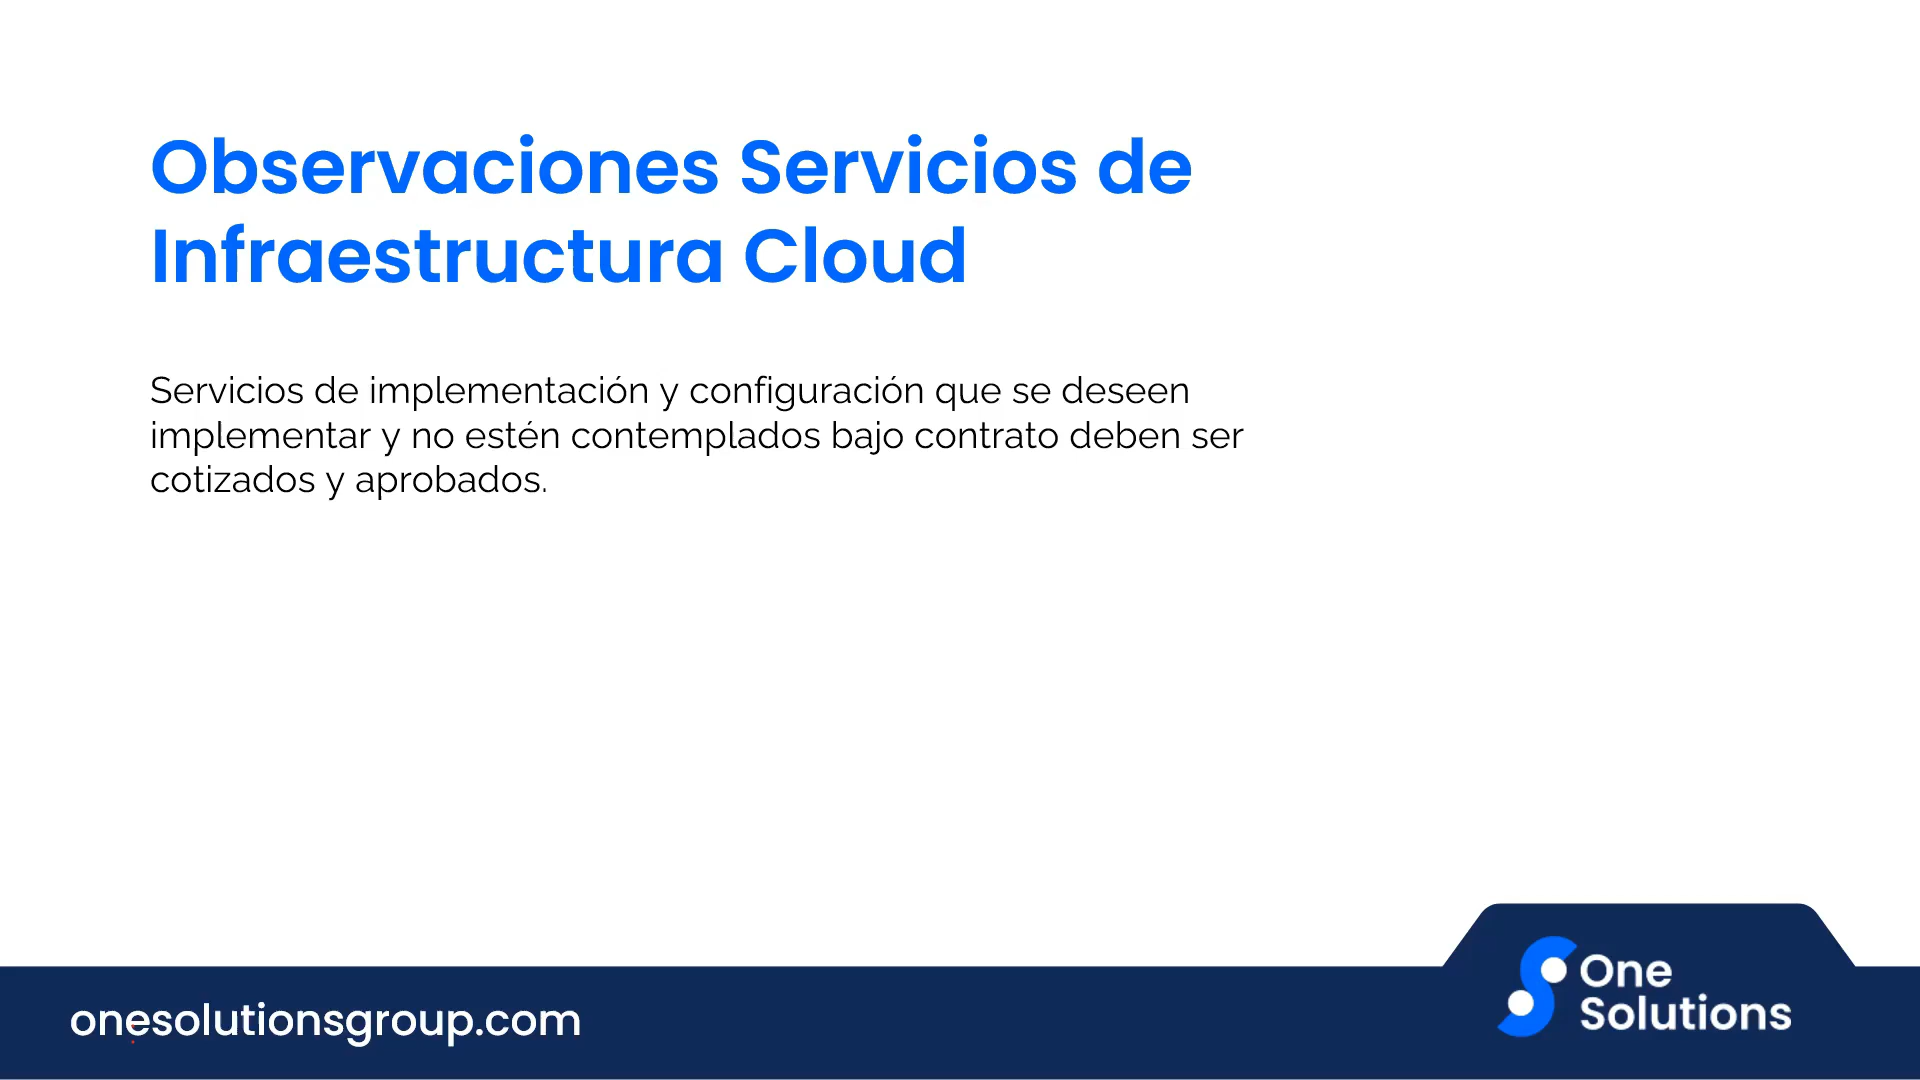 Observaciones Servicios de
Infraestructura Cloud
Servicios de implementación y configuración que se deseen
implementar y no estén contemplados bajo contrato deben ser
cotizados y aprobados.
onesolutionsgroup.com
One
Solutions